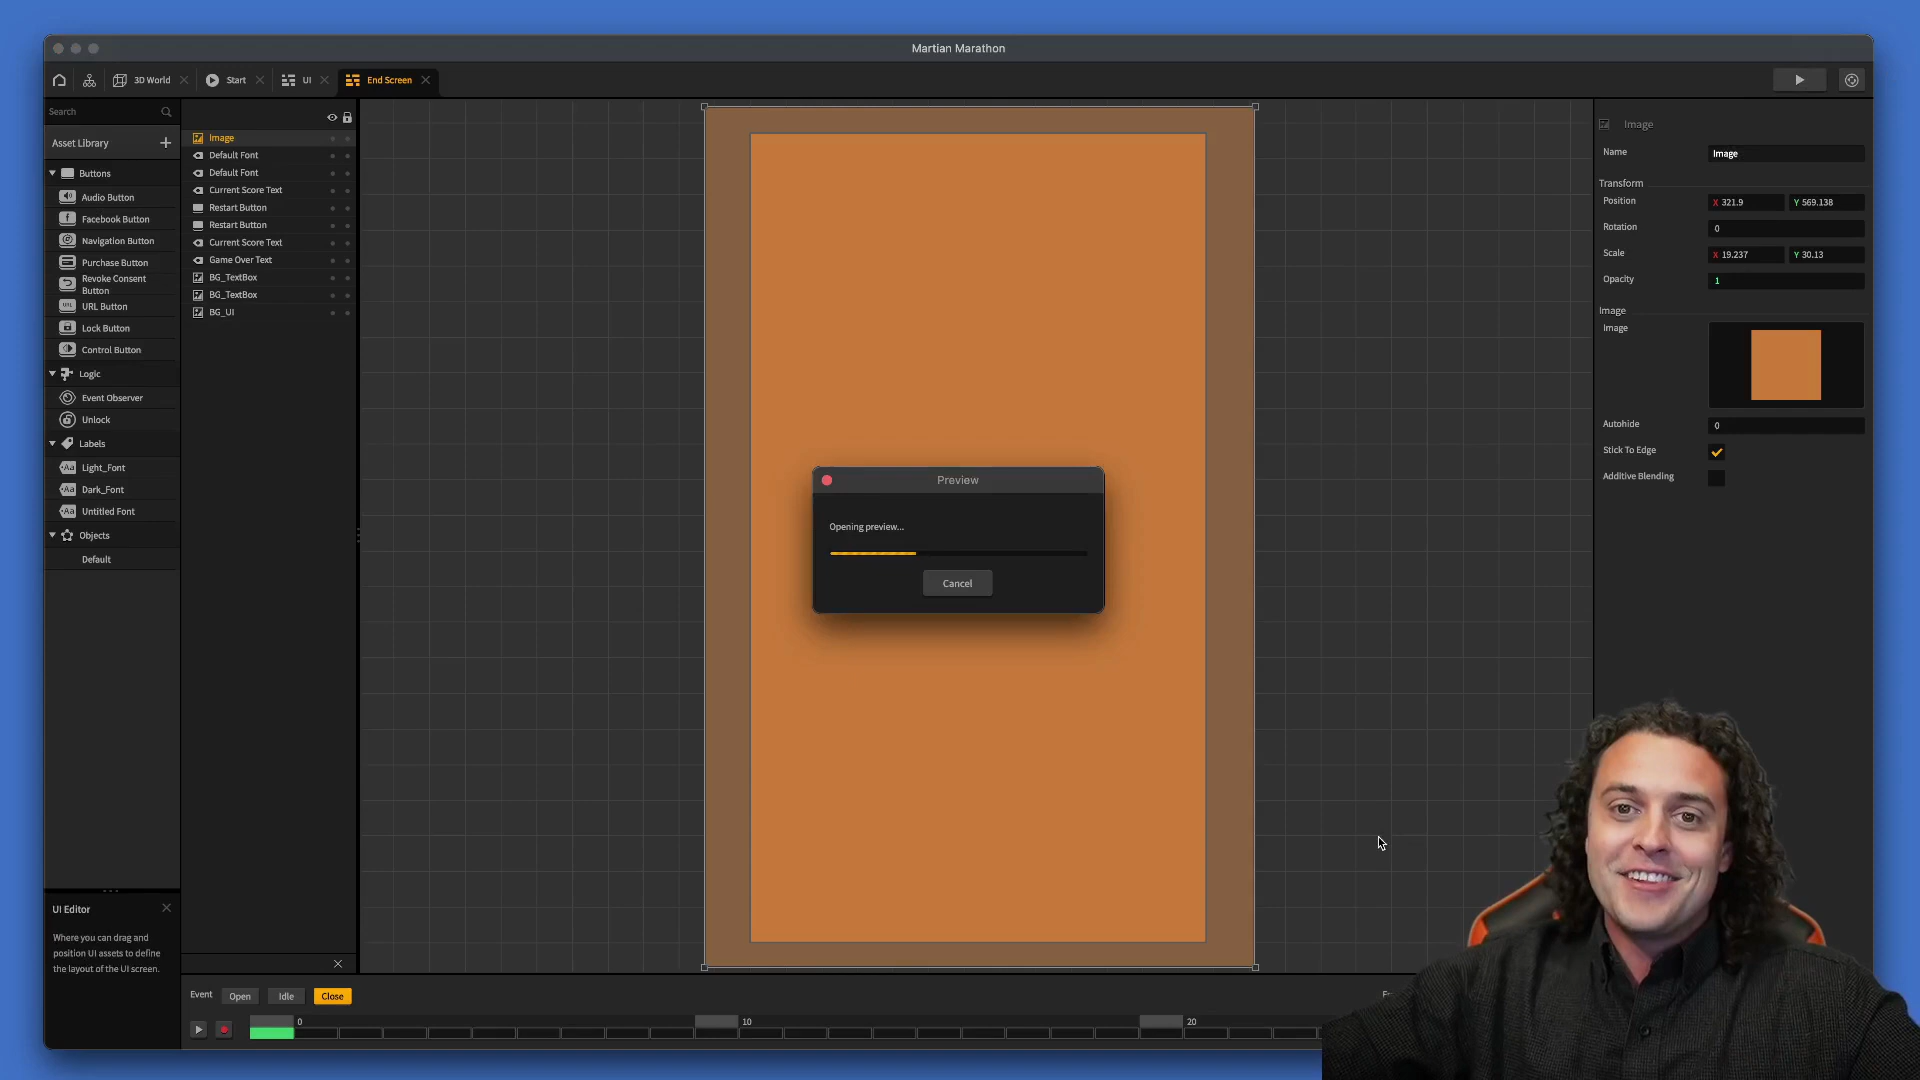 Martian Marathon
3D World
Start
UI
End Screen
Search
Asset Library
Buttons
Audio Button
Facebook Button
Navigation Button
Purchase Button
Revoke Consent
Button
URL Button
Lock Button
Control Button
Logic
Event Observer
Unlock
Labels
Aa Light_Font
Aa Dark_Font
Aa Untitled Font
Objects
Default
UI Editor
Where you can drag and
position UI assets to define
the layout of the UI screen.
Image
Default Font
Default Font
Current Score Text
Restart Button
Restart Button
Current Score Text
Game Over Text
BG_TextBox
BG_TextBox
BG_UI
Preview
Opening preview...
Cancel
Image
Name Image
Transform
Position X 321.9 Y 569.138
Rotation 0
Scale X 19.237 Y 30.13
Opacity 1
Image
Image
Autohide 0
Stick To Edge
Additive Blending
Event Open Idle Close
0 10 20